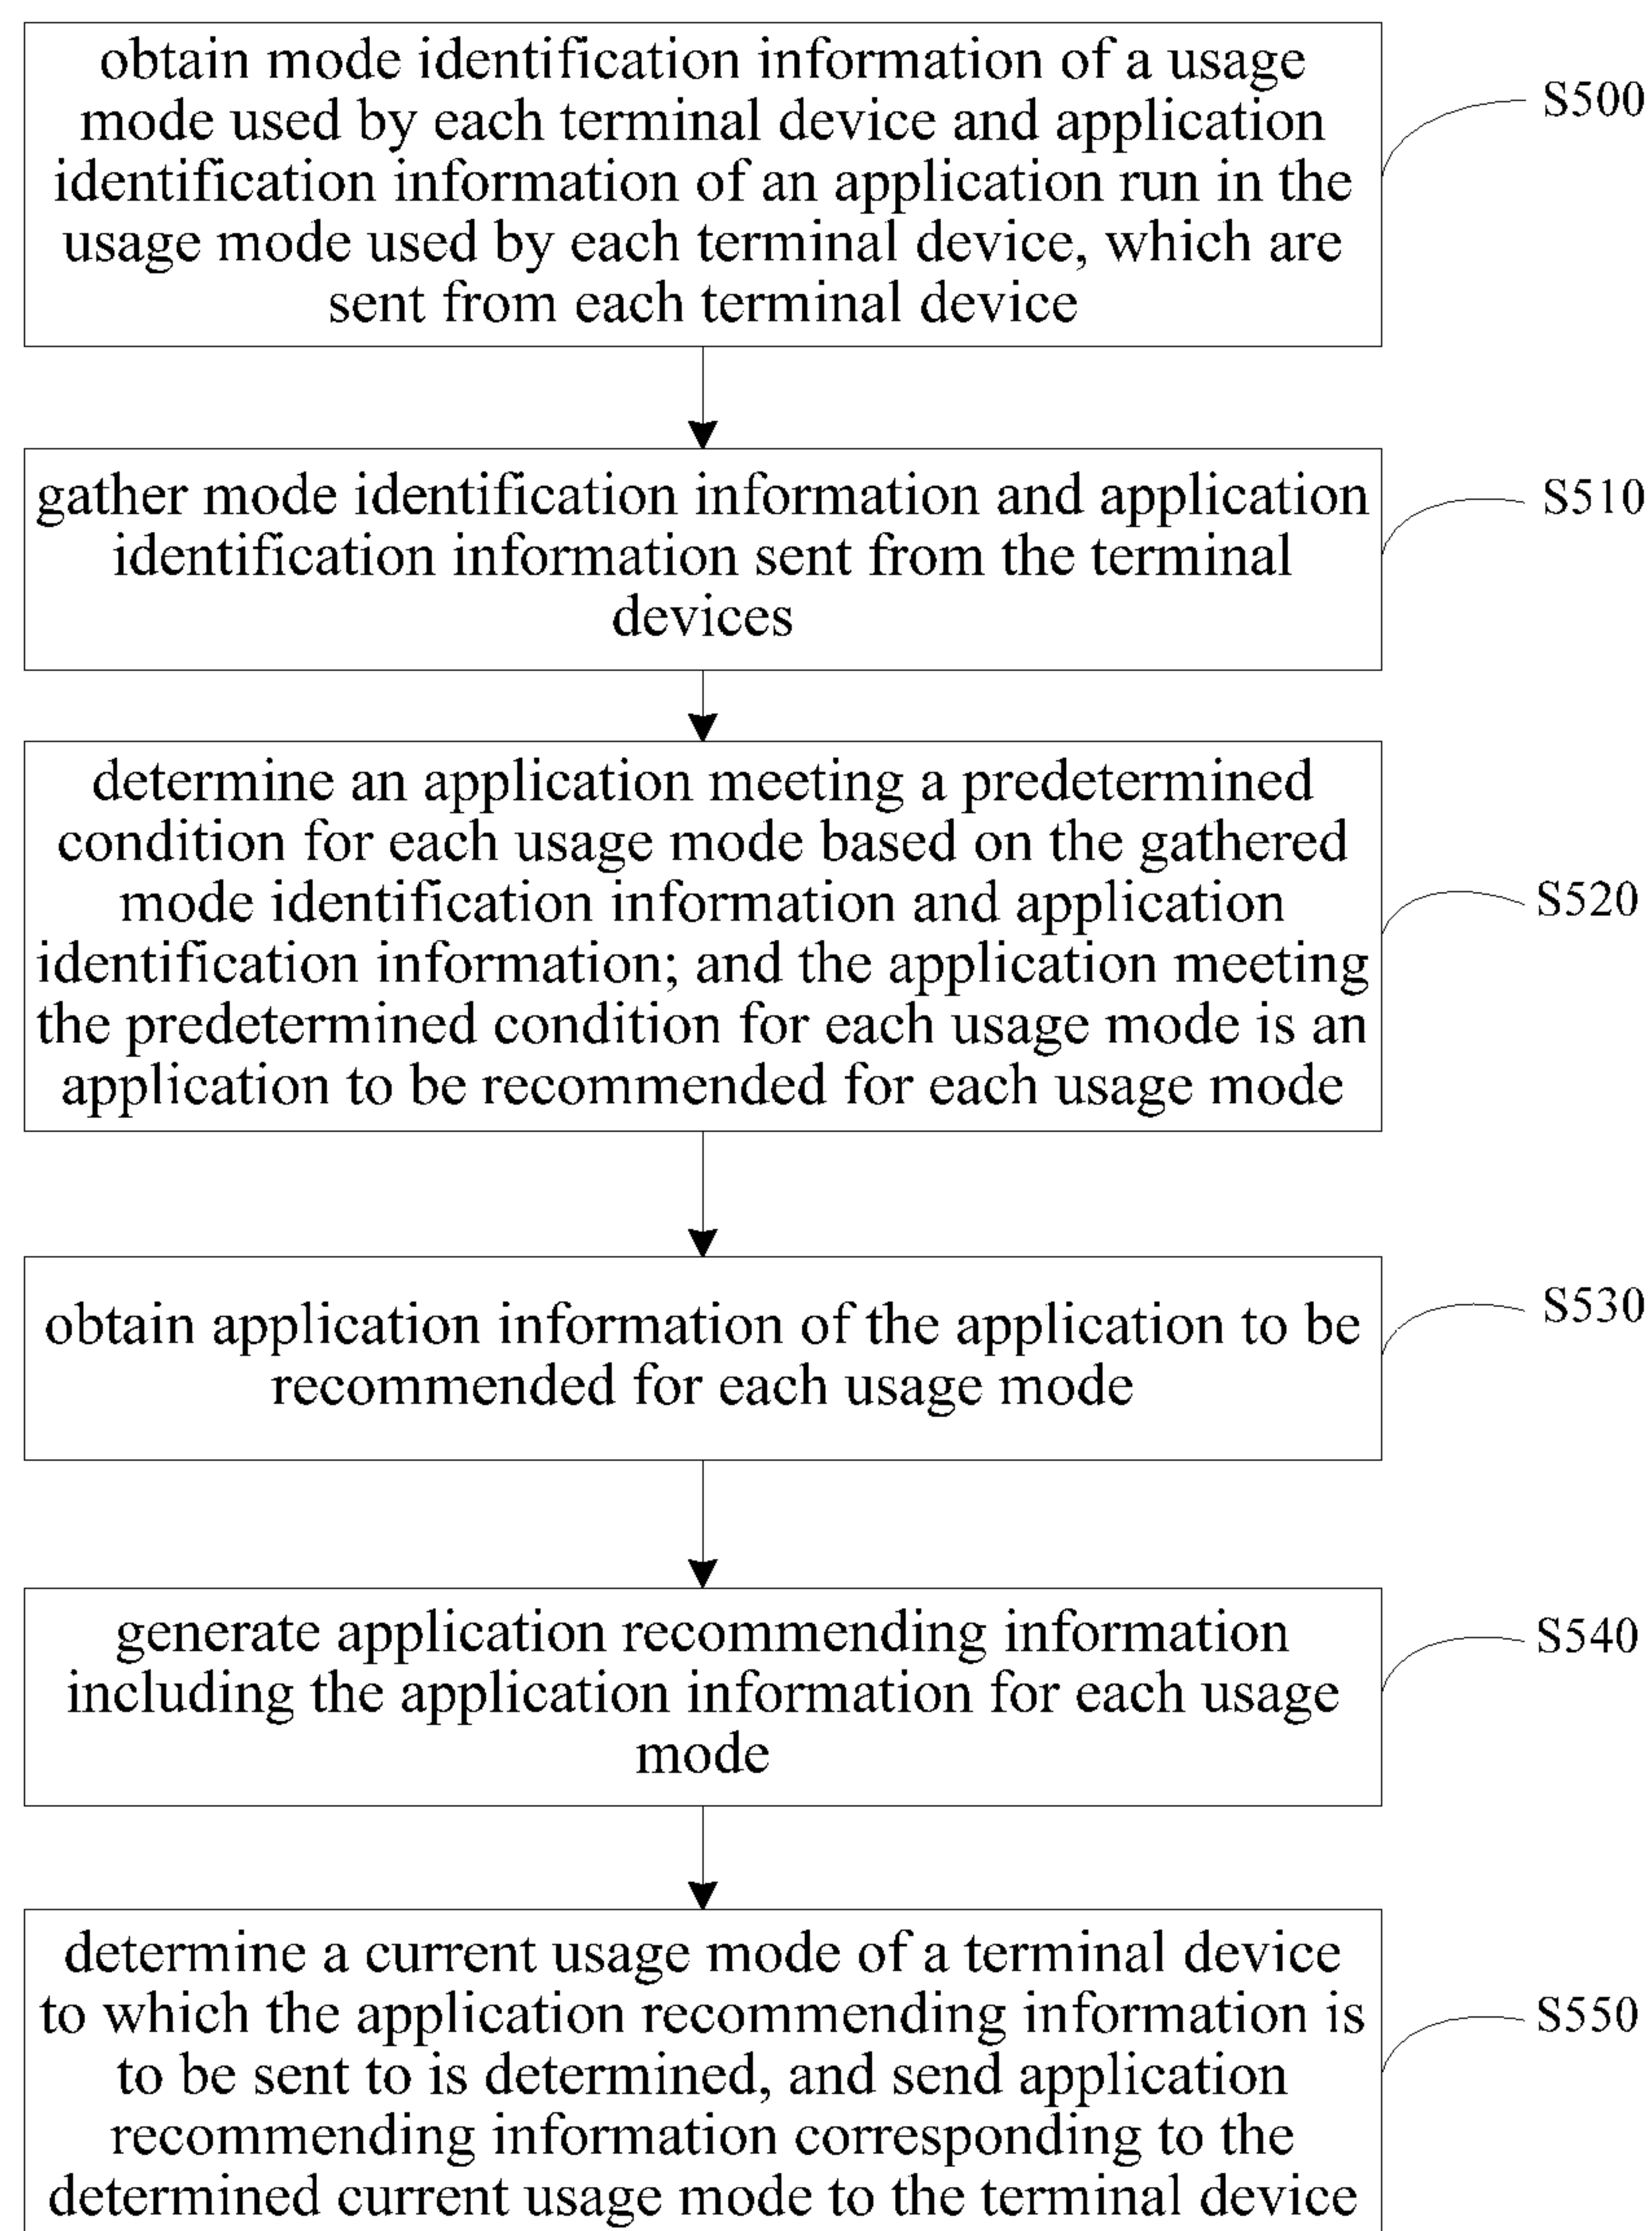 obtain mode identification information of a usage
mode used by each terminal device and application
identification information of an application run in the
usage mode used by each terminal device, which are
sent from each terminal device
S500
gather mode identification information and application
identification information sent from the terminal
devices
S510
determine an application meeting a predetermined
condition for each usage mode based on the gathered
mode identification information and application
identification information; and the application meeting
the predetermined condition for each usage mode is an
application to be recommended for each usage mode
S520
obtain application information of the application to be
recommended for each usage mode
S530
generate application recommending information
including the application information for each usage
mode
S540
determine a current usage mode of a terminal device
to which the application recommending information is
to be sent to is determined, and send application
recommending information corresponding to the
determined current usage mode to the terminal device
S550